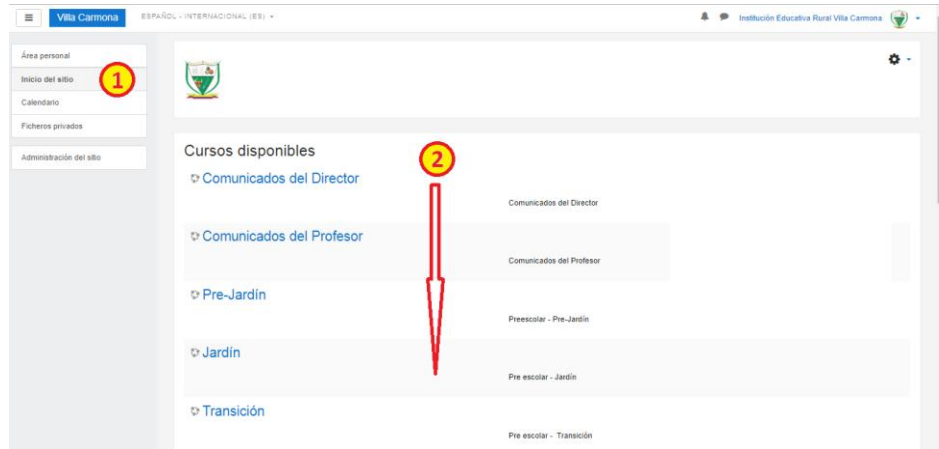 Villa Carmona
ESPAÑOL - INTERNACIONAL (ES)
Institución Educativa Rural Villa Carmona
Área personal
Inicio del sitio
1
Calendario
Ficheros privados
Administración del sitio
Cursos disponibles
2
Comunicados del Director
Comunicados del Director
Comunicados del Profesor
Comunicados del Profesor
Pre-Jardín
Preescolar - Pre-Jardín
Jardín
Pre escolar - Jardín
Transición
Pre escolar - Transición